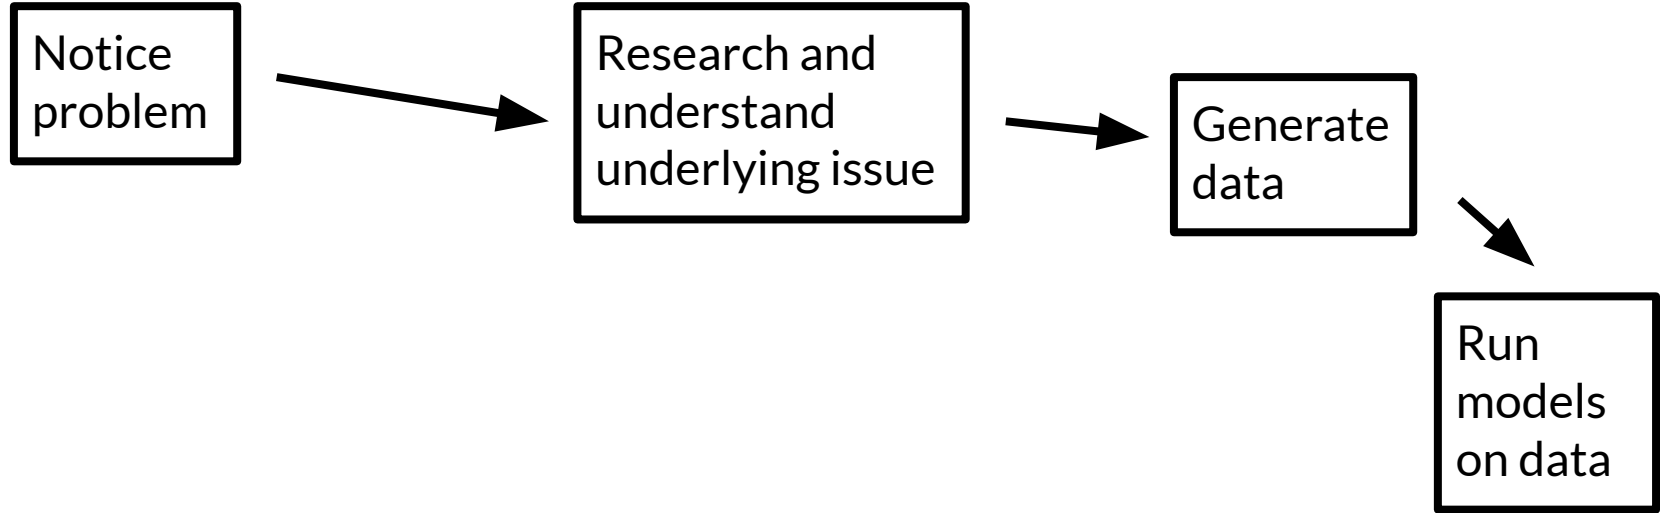 Notice
problem
Research and
understand
underlying issue
Generate
data
Run
models
on data